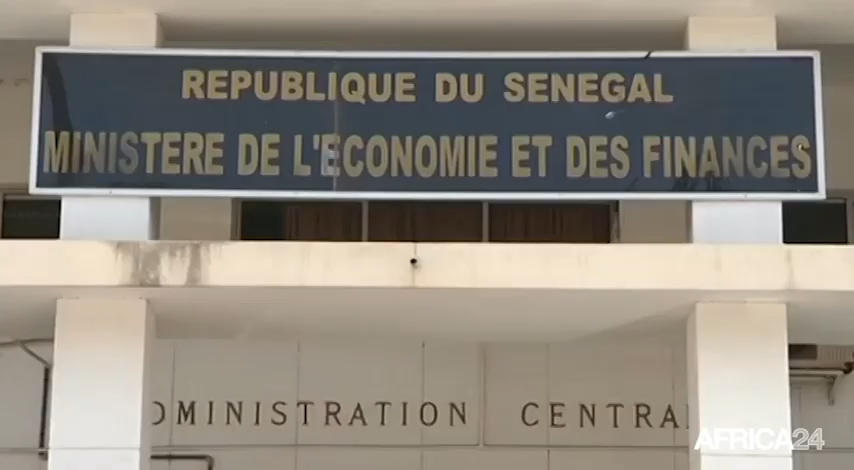 REPUBLIQUE DU SENEGAL
MINISTERE DE L'ECONOMIE ET DES FINANCES
DMINISTRATION CENTRA
AFRICA24